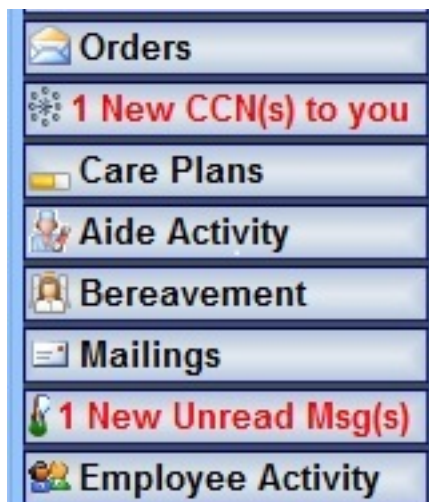 Orders
1 New CCN(s) to you
Care Plans
Aide Activity
Bereavement
Mailings
1 New Unread Msg(s)
Employee Activity